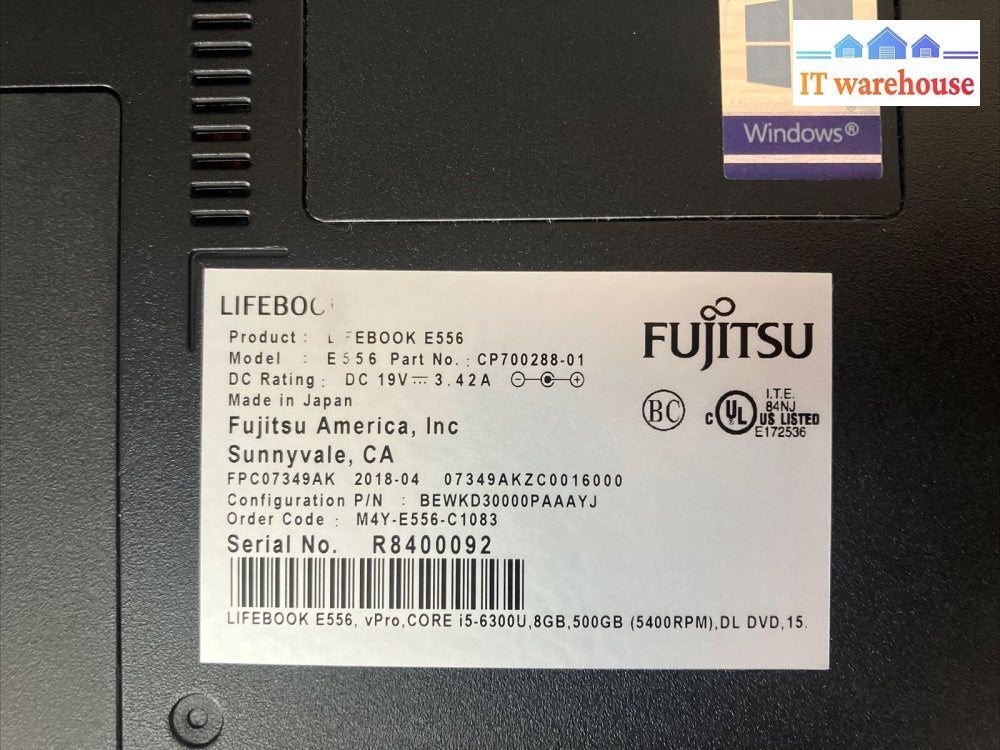 IT warehouse
Windows®
LIFEBOO
FUJITSU
Product : L FEBOOK E556
Model : E556 Part No. : CP700288-01
DC Rating : DC 19V 3.42A
Made in Japan
Fujitsu America, Inc
Sunnyvale, CA
FPC07349AK 2018-04 07349AKZC0016000
Configuration P/N : BEWKD30000PAAAYJ
Order Code : M4Y-E556-C1083
Serial No. R8400092
LIFEBOOK E556, vPro,CORE i5-6300U,8GB,500GB (5400RPM),DL DVD,15.
BC
C UL US LISTED
I.T.E.
84NJ
E172536